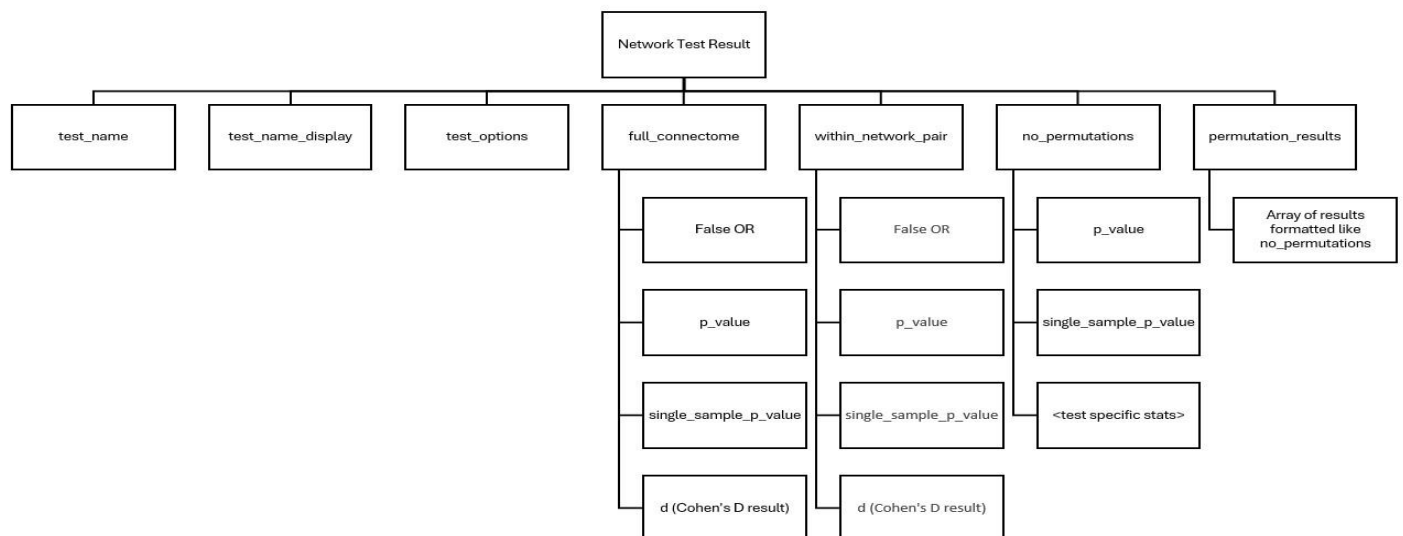 Network Test Result
test_name
test_name_display
test_options
full_connectome
within_network_pair
no_permutations
permutation_results
False OR
False OR
p_value
Array of results
formatted like
no_permutations
p_value
p_value
single_sample_p_value
single_sample_p_value
single_sample_p_value
<test specific stats>
d (Cohen's D result)
d (Cohen's D result)